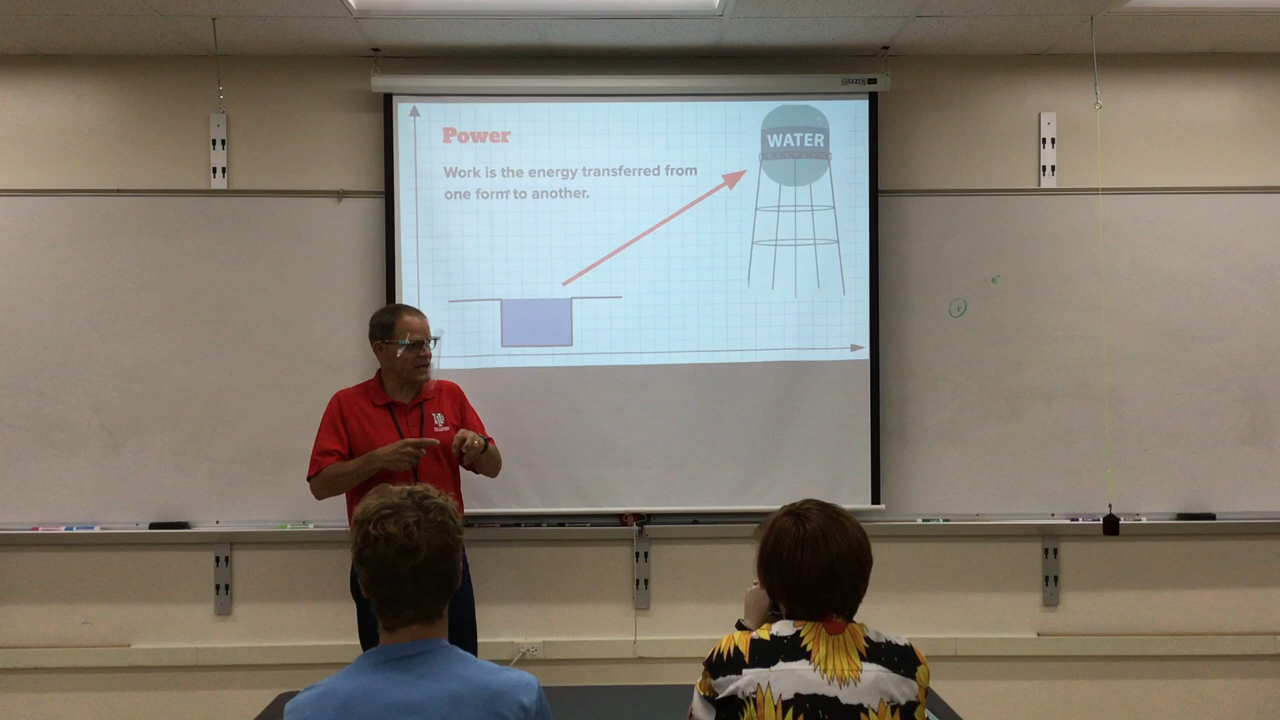 Power
WATER
Work is the energy transferred from
one form to another.